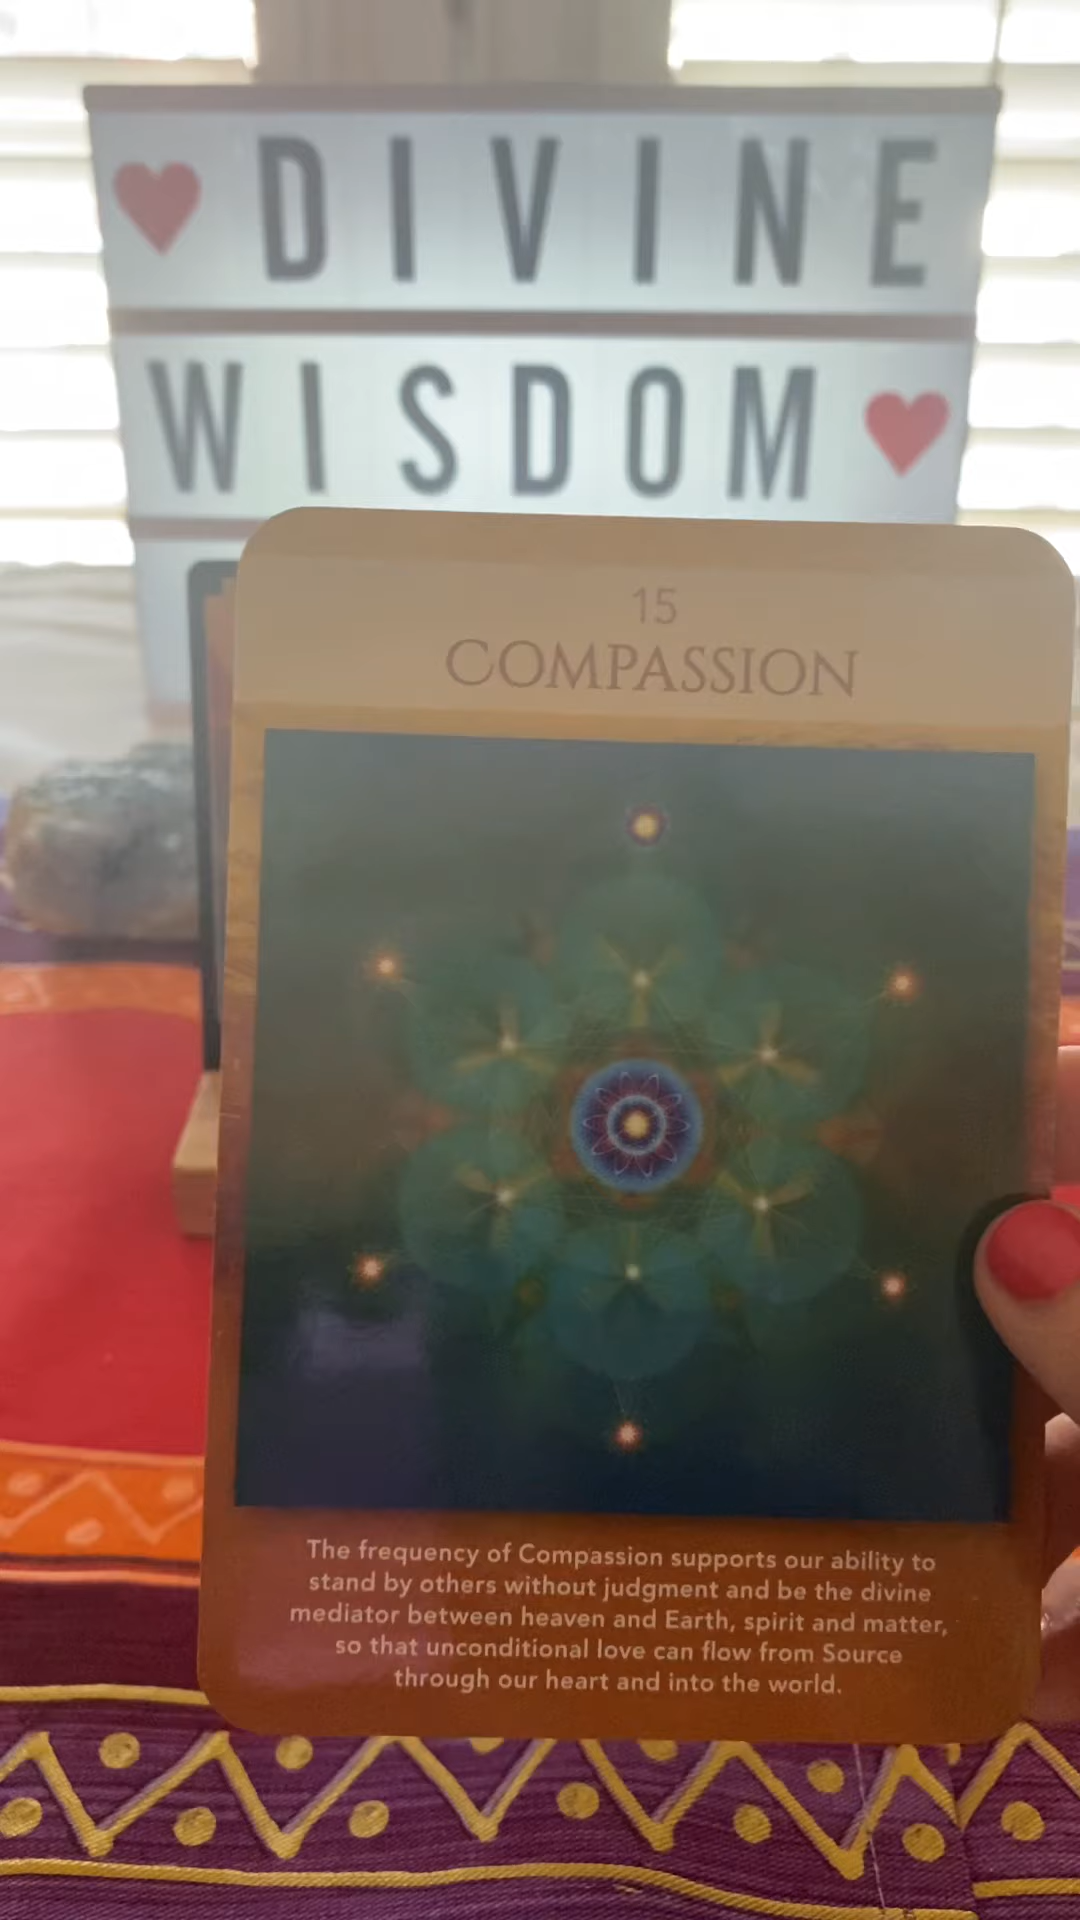 ♥ DIVINE
WISDOM ♥
15
COMPASSION
The frequency of Compassion supports our ability to
stand by others without judgment and be the divine
mediator between heaven and Earth, spirit and matter,
so that unconditional love can flow from Source
through our heart and into the world.